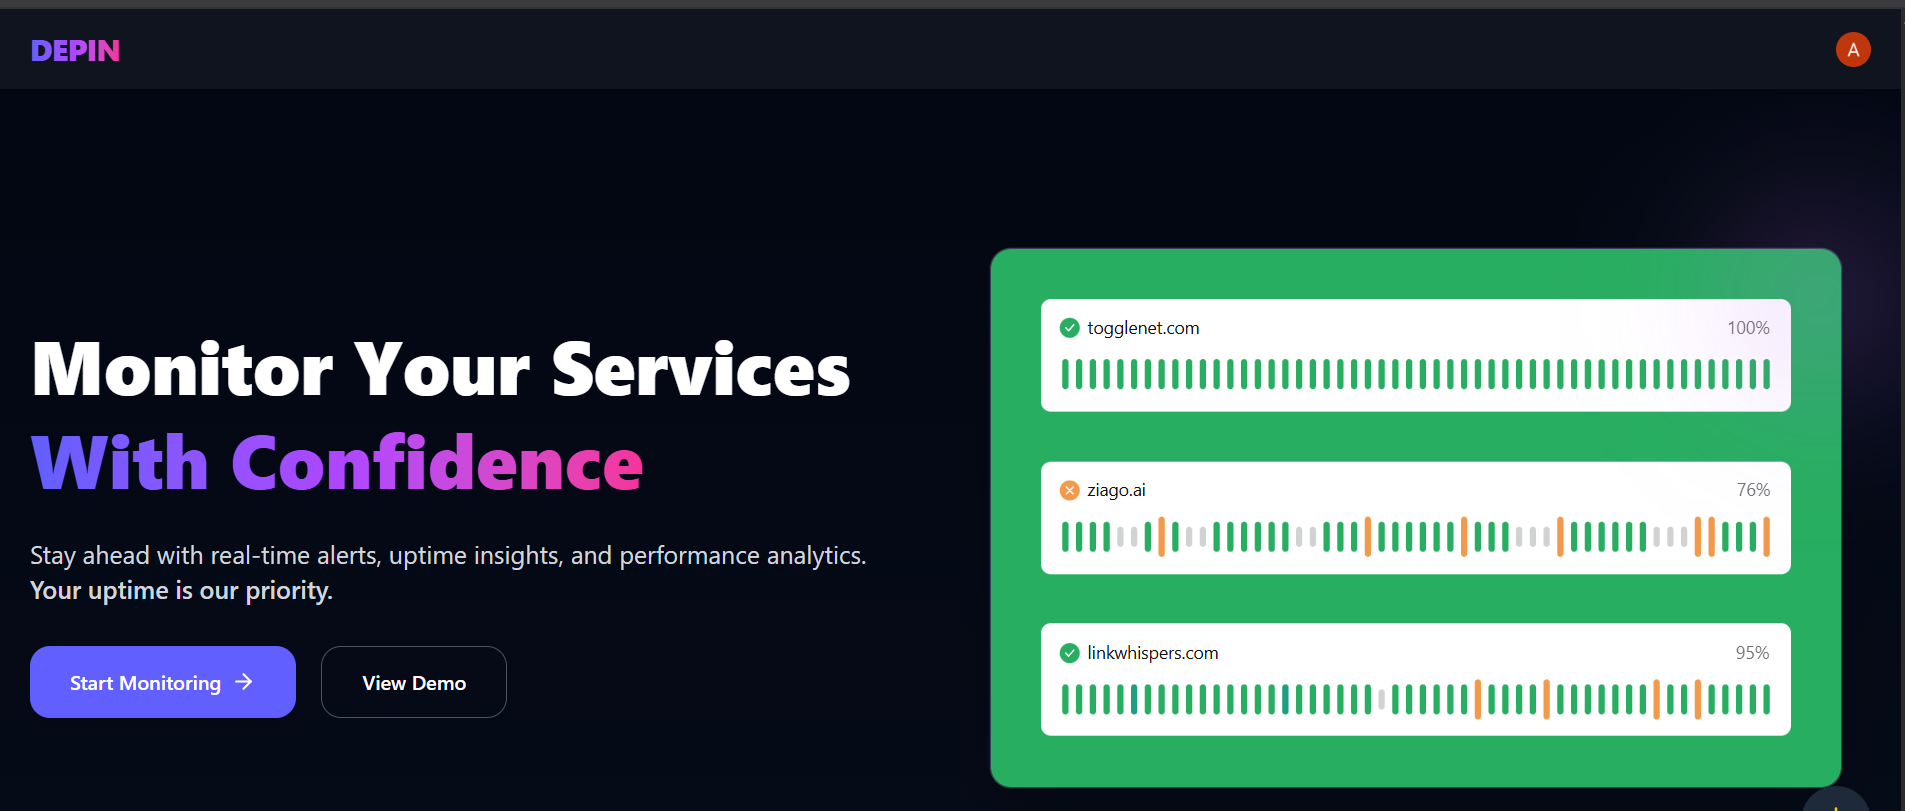 DEPIN
A
Monitor Your Services
With Confidence
Stay ahead with real-time alerts, uptime insights, and performance analytics.
Your uptime is our priority.
Start Monitoring →
View Demo
togglenet.com 100%
ziago.ai 76%
linkwhispers.com 95%